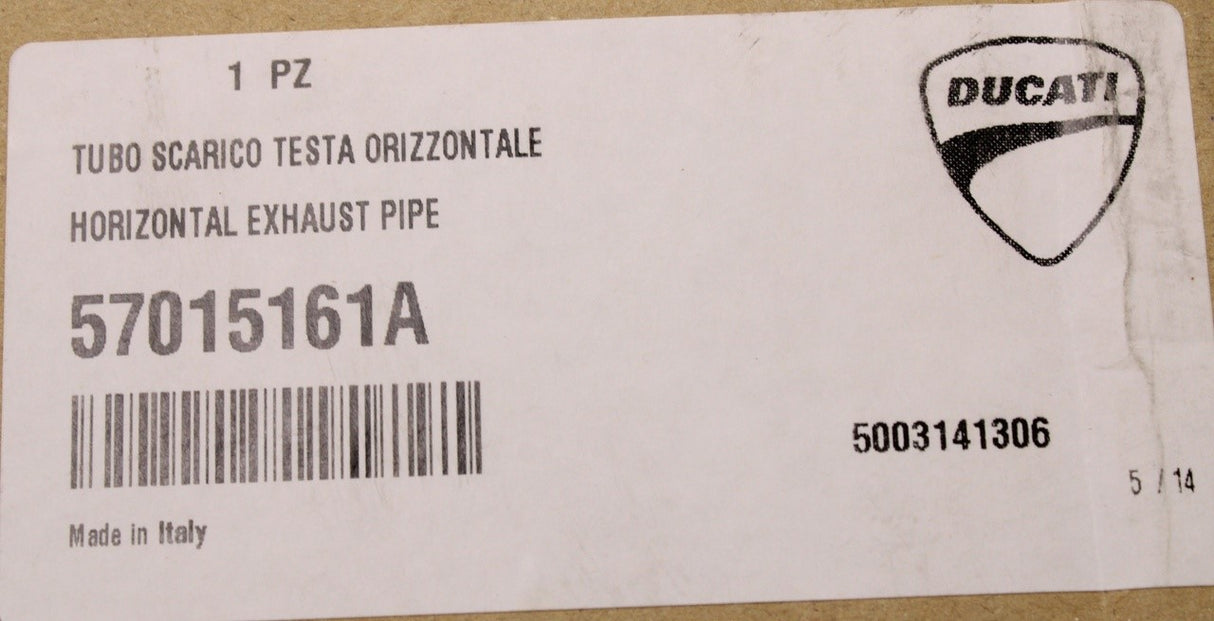 1 PZ
DUCATI
TUBO SCARICO TESTA ORIZZONTALE
HORIZONTAL EXHAUST PIPE
57015161A
5003141306
5 / 14
Made in Italy